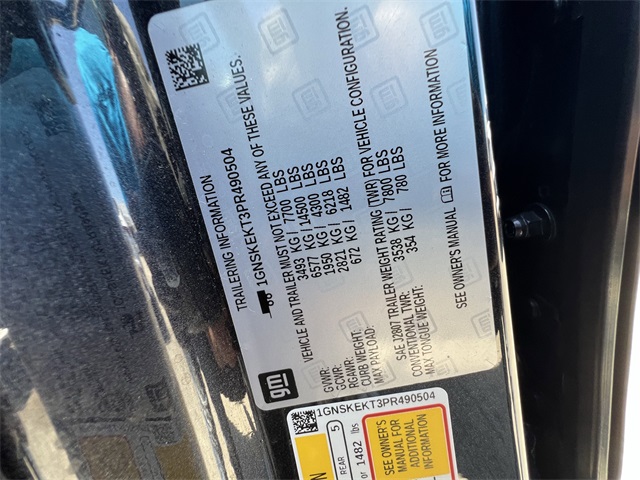 TRAILERING INFORMATION
1GNSKEKT3PR490504
VEHICLE AND TRAILER MUST NOT EXCEED ANY OF THESE VALUES.
GVWR: 3493 KG / 7700 LBS
GCWR: 6577 KG / 14500 LBS
RGAWR: 1950 KG / 4300 LBS
CURB WEIGHT: 2821 KG / 6218 LBS
MAX PAYLOAD: 672 KG / 1482 LBS
SAE J2807 TRAILER WEIGHT RATING (TWR) FOR VEHICLE CONFIGURATION.
CONVENTIONAL TWR: 3538 KG / 7800 LBS
MAX TONGUE WEIGHT: 354 KG / 780 LBS
SEE OWNER'S MANUAL FOR MORE INFORMATION
gm
1GNSKEKT3PR490504
REAR 5
or 1482 lbs
SEE OWNER'S
MANUAL FOR
ADDITIONAL
INFORMATION